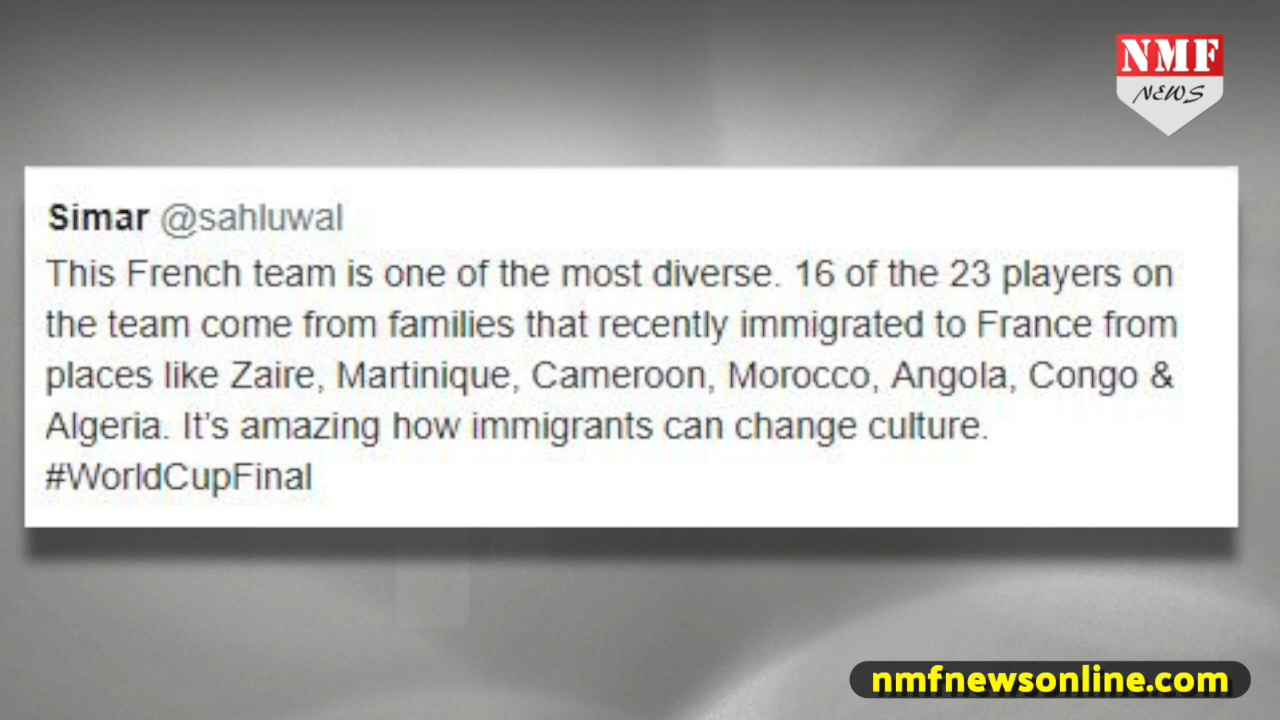 NMF
NEWS
Simar @sahluwal
This French team is one of the most diverse. 16 of the 23 players on
the team come from families that recently immigrated to France from
places like Zaire, Martinique, Cameroon, Morocco, Angola, Congo &
Algeria. It's amazing how immigrants can change culture.
#WorldCupFinal
nmfnewsonline.com